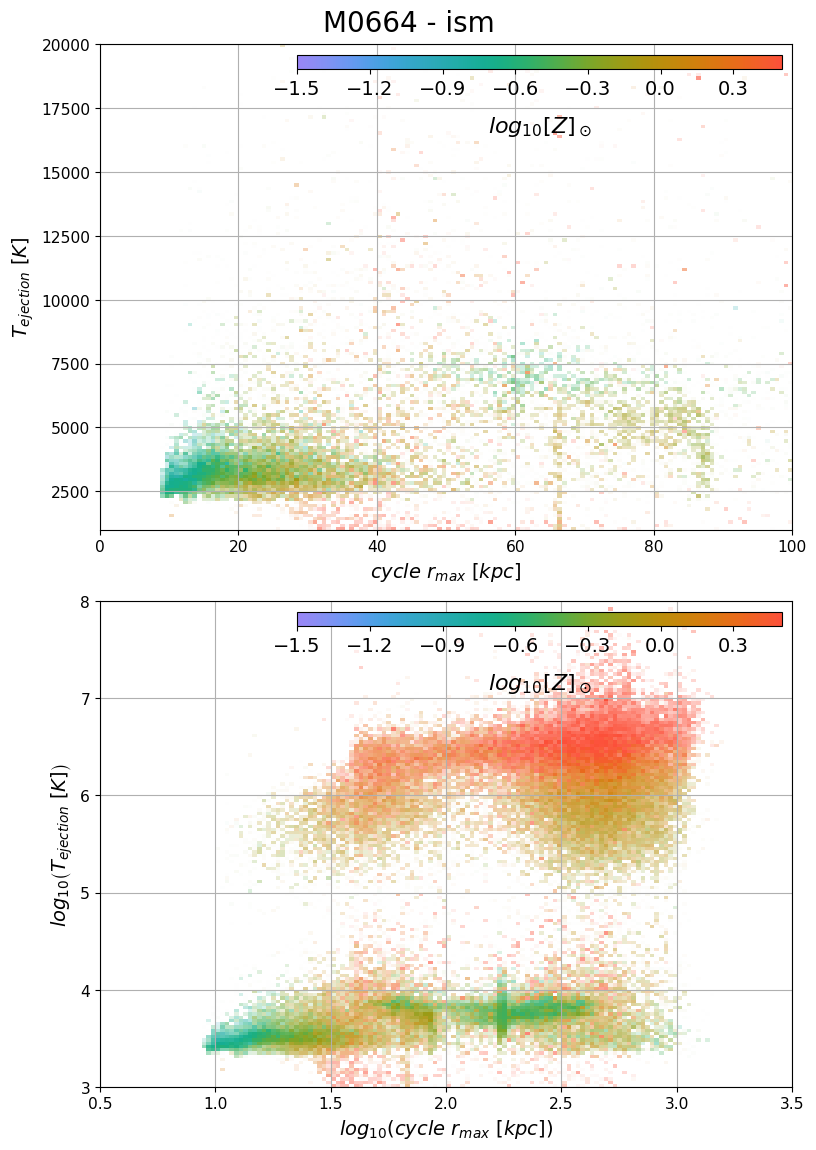 M0664 - ism
20000
17500
15000
12500
10000
7500
5000
2500
T_ejection [K]
−1.5 −1.2 −0.9 −0.6 −0.3 0.0 0.3
log₁₀[Z]⊙
0 20 40 60 80 100
cycle r_max [kpc]
8
7
6
5
4
3
log₁₀(T_ejection [K])
−1.5 −1.2 −0.9 −0.6 −0.3 0.0 0.3
log₁₀[Z]⊙
0.5 1.0 1.5 2.0 2.5 3.0 3.5
log₁₀(cycle r_max [kpc])